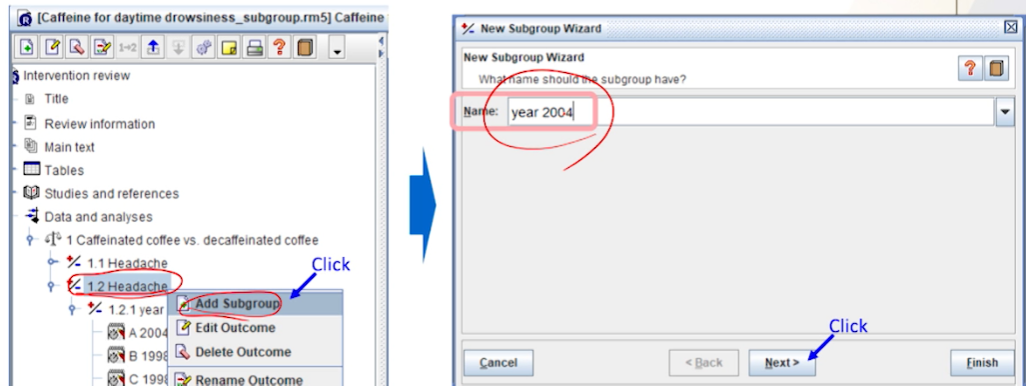 [Caffeine for daytime drowsiness_subgroup.rm5] Caffeine
1→2
Intervention review
Title
Review information
Main text
Tables
Studies and references
Data and analyses
1 Caffeinated coffee vs. decaffeinated coffee
1.1 Headache
1.2 Headache
Click
Add Subgroup
1.2.1 year
Edit Outcome
A 2004
Delete Outcome
B 1998
Rename Outcome
C 1998
New Subgroup Wizard
New Subgroup Wizard
What name should the subgroup have?
Name: year 2004
Click
Cancel
< Back
Next >
Finish